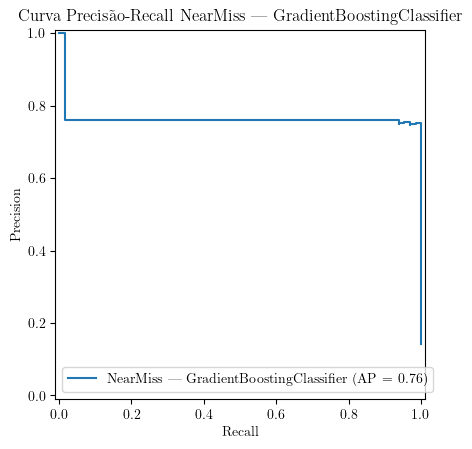 Curva Precisão-Recall NearMiss — GradientBoostingClassifier
1.0
0.8
0.6
0.4
0.2
0.0
Precision
NearMiss — GradientBoostingClassifier (AP = 0.76)
0.0 0.2 0.4 0.6 0.8 1.0
Recall